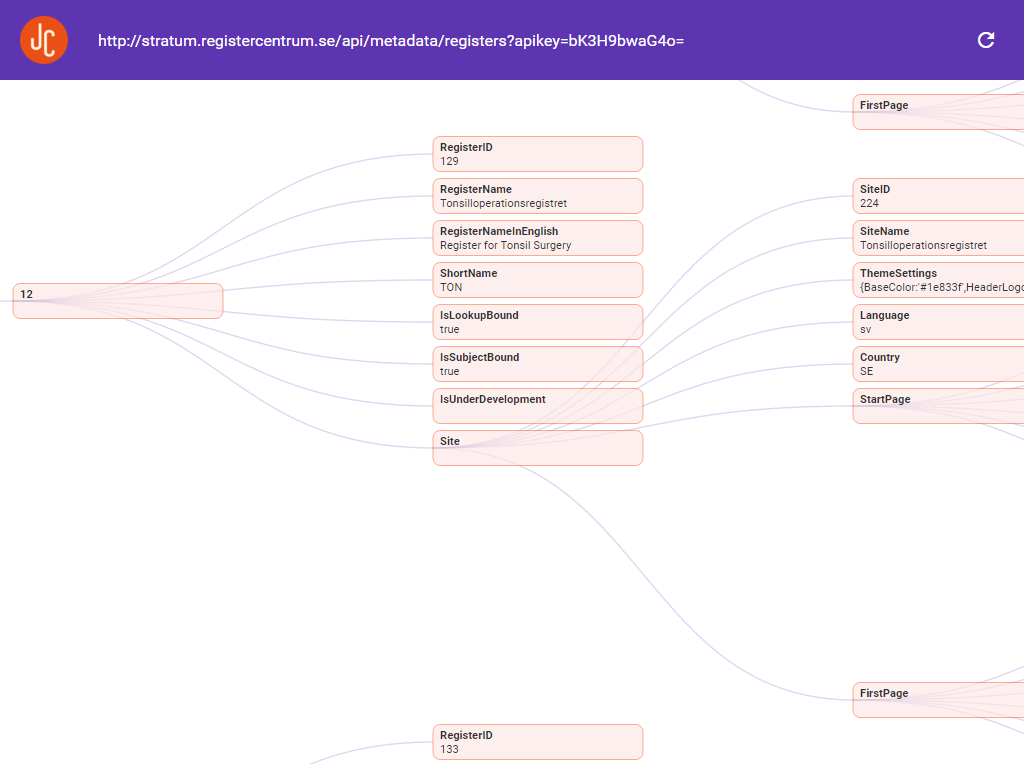 JC
http://stratum.registercentrum.se/api/metadata/registers?apikey=bK3H9bwaG4o=
FirstPage
RegisterID
129
RegisterName
Tonsilloperationsregistret
RegisterNameInEnglish
Register for Tonsil Surgery
ShortName
TON
IsLookupBound
true
IsSubjectBound
true
IsUnderDevelopment
Site
12
SiteID
224
SiteName
Tonsilloperationsregistret
ThemeSettings
{BaseColor:'#1e833f',HeaderLogo
Language
sv
Country
SE
StartPage
FirstPage
RegisterID
133